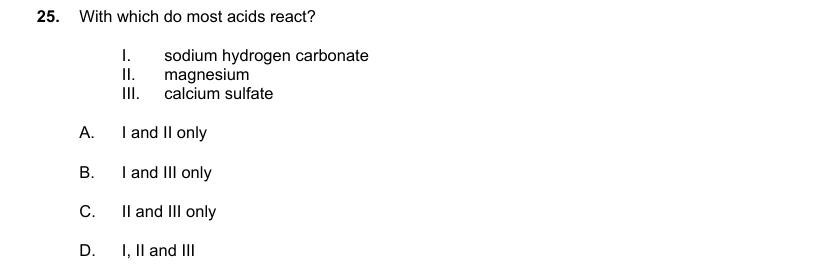 25. With which do most acids react?
I. sodium hydrogen carbonate
II. magnesium
III. calcium sulfate
A. I and II only
B. I and III only
C. II and III only
D. I, II and III